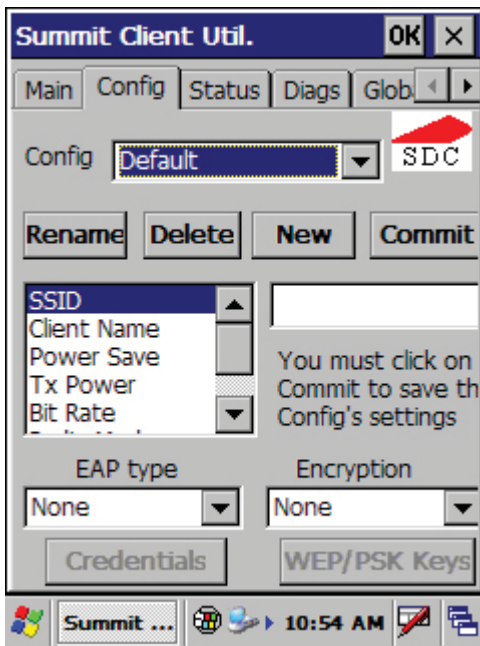 Summit Client Util. OK ×
Main Config Status Diags Glob
Config Default
SDC
Rename Delete New Commit
SSID
Client Name
Power Save
Tx Power
Bit Rate
You must click on
Commit to save th
Config's settings
EAP type Encryption
None None
Credentials WEP/PSK Keys
Summit ... 10:54 AM